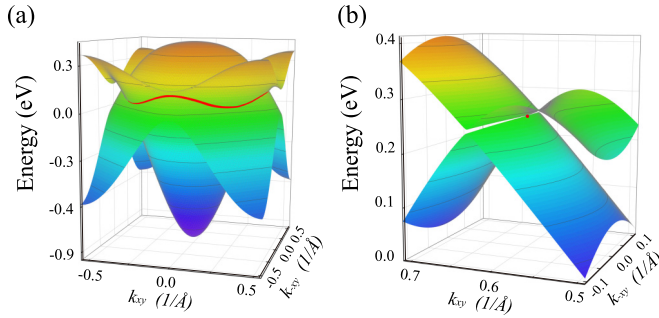 (a)
Energy (eV)
0.3
0.0
-0.3
-0.4
-0.9
-0.5
0.0
0.5
kxy (1/Å)
-0.5 0.0 0.5
k-xy (1/Å)
(b)
Energy (eV)
0.4
0.3
0.2
0.1
0.0
0.7
0.6
0.5
kxy (1/Å)
-0.1 0.0 0.1
k-xy (1/Å)